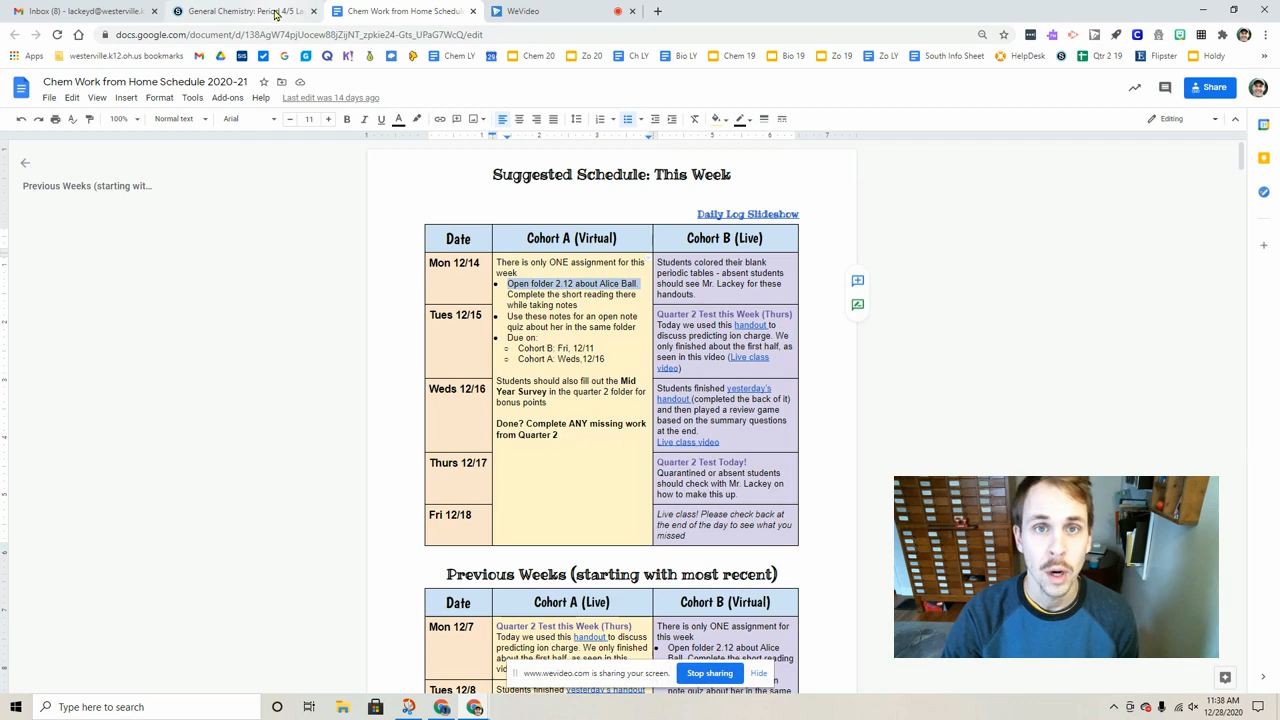 Inbox (8) - lackeyd@westerville.
General Chemistry: Period 4/5 La
Chem Work from Home Schedule
WeVideo
docs.google.com/document/d/138AgW74pjUocew88jZijNT_zpkie24-Gts_UPaG7WcQ/edit
Apps
westerville.k12.oh.us bookmarks
Chem LY
Chem 20
Zo 20
Ch LY
Bio LY
Chem 19
Zo 19
Zo LY
South Info Sheet
HelpDesk
Qtr 2 19
Flipster
Holdy
Chem Work from Home Schedule 2020-21
File Edit View Insert Format Tools Add-ons Help Last edit was 14 days ago
Share
100% Normal text Arial 11 B I U A
Editing
Previous Weeks (starting wit...
Suggested Schedule: This Week
Daily Log Slideshow
Date
Cohort A (Virtual)
Cohort B (Live)
Mon 12/14
There is only ONE assignment for this
week
Open folder 2.12 about Alice Ball.
Complete the short reading there
while taking notes
Use these notes for an open note
quiz about her in the same folder
Due on:
Cohort B: Fri, 12/11
Cohort A: Weds,12/16
Students should also fill out the Mid
Year Survey in the quarter 2 folder for
bonus points
Done? Complete ANY missing work
from Quarter 2
Students colored their blank
periodic tables - absent students
should see Mr. Lackey for these
handouts.
Tues 12/15
Quarter 2 Test this Week (Thurs)
Today we used this handout to
discuss predicting ion charge. We
only finished about the first half, as
seen in this video (Live class
video)
Weds 12/16
Students finished yesterday's
handout (completed the back of it)
and then played a review game
based on the summary questions
at the end.
Live class video
Thurs 12/17
Quarter 2 Test Today!
Quarantined or absent students
should check with Mr. Lackey on
how to make this up.
Fri 12/18
Live class! Please check back at
the end of the day to see what you
missed
Previous Weeks (starting with most recent)
Date
Cohort A (Live)
Cohort B (Virtual)
Mon 12/7
Quarter 2 Test this Week (Thurs)
Today we used this handout to discuss
predicting ion charge. We only finished
about the first half, as seen in this
There is only ONE assignment for
this week
Open folder 2.12 about Alice
Ball. Complete the short reading
Tues 12/8
Students finished yesterday's handout
www.wevideo.com is sharing your screen.
Stop sharing
Hide
Type here to search
11:38 AM
12/28/2020